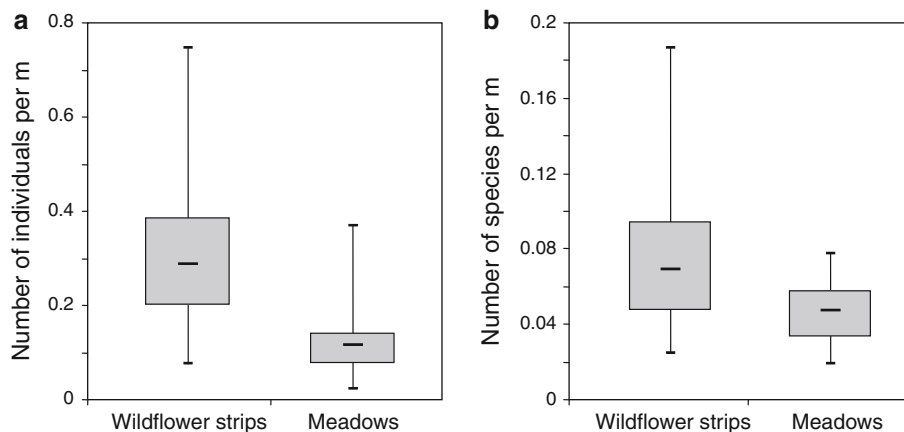 a
0.8
0.6
0.4
0.2
0
Number of individuals per m
Wildflower strips
Meadows
b
0.2
0.16
0.12
0.08
0.04
0
Number of species per m
Wildflower strips
Meadows